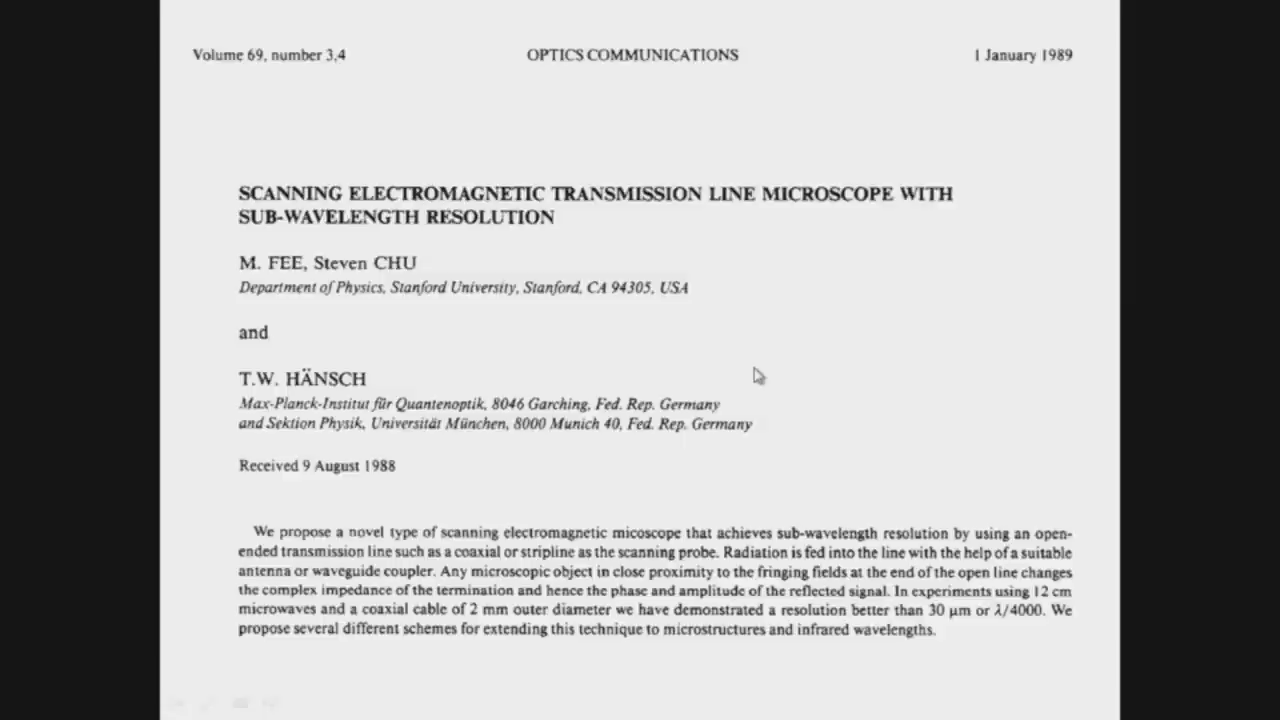 Volume 69, number 3,4 OPTICS COMMUNICATIONS 1 January 1989
SCANNING ELECTROMAGNETIC TRANSMISSION LINE MICROSCOPE WITH
SUB-WAVELENGTH RESOLUTION
M. FEE, Steven CHU
Department of Physics, Stanford University, Stanford, CA 94305, USA
and
T.W. HÄNSCH
Max-Planck-Institut für Quantenoptik, 8046 Garching, Fed. Rep. Germany
and Sektion Physik, Universität München, 8000 Munich 40, Fed. Rep. Germany
Received 9 August 1988
We propose a novel type of scanning electromagnetic micoscope that achieves sub-wavelength resolution by using an open-
ended transmission line such as a coaxial or stripline as the scanning probe. Radiation is fed into the line with the help of a suitable
antenna or waveguide coupler. Any microscopic object in close proximity to the fringing fields at the end of the open line changes
the complex impedance of the termination and hence the phase and amplitude of the reflected signal. In experiments using 12 cm
microwaves and a coaxial cable of 2 mm outer diameter we have demonstrated a resolution better than 30 μm or λ/4000. We
propose several different schemes for extending this technique to microstructures and infrared wavelengths.